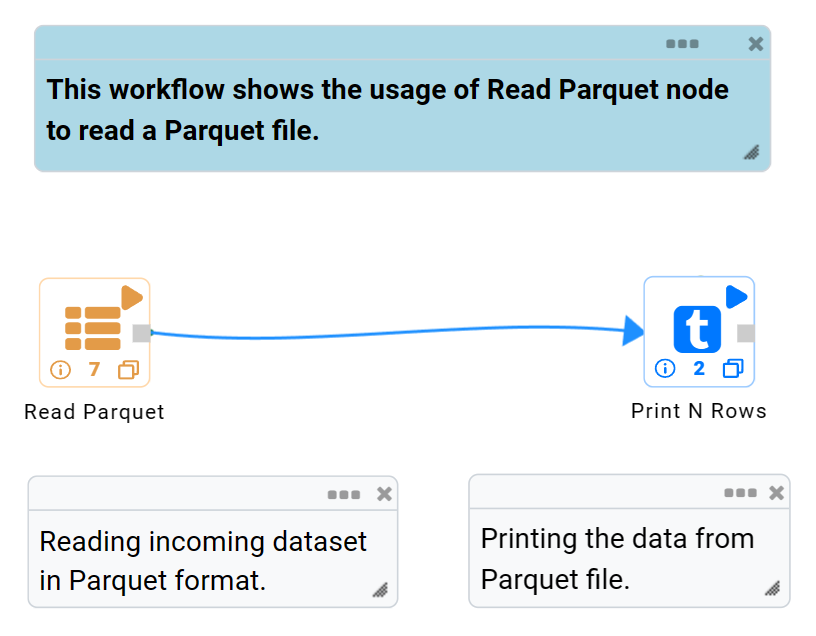 This workflow shows the usage of Read Parquet node
to read a Parquet file.
7
t
2
Read Parquet
Print N Rows
Reading incoming dataset
in Parquet format.
Printing the data from
Parquet file.